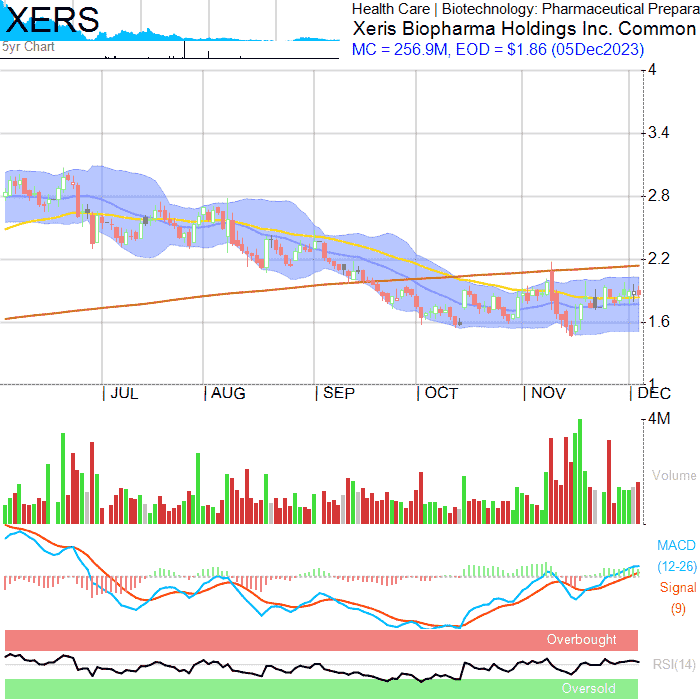 XERS
5yr Chart
Health Care | Biotechnology: Pharmaceutical Prepara
Xeris Biopharma Holdings Inc. Common
MC = 256.9M, EOD = $1.86 (05Dec2023)
4
3.4
2.8
2.2
1.6
1
| JUL | AUG | SEP | OCT | NOV | DEC
4M
Volume
MACD
(12-26)
Signal
(9)
Overbought
RSI(14)
Oversold